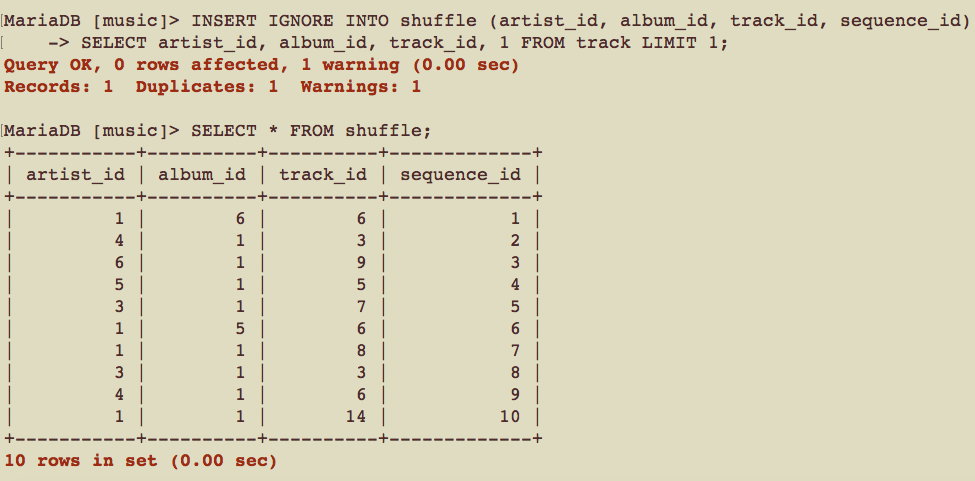 MariaDB [music]> INSERT IGNORE INTO shuffle (artist_id, album_id, track_id, sequence_id)
    -> SELECT artist_id, album_id, track_id, 1 FROM track LIMIT 1;
Query OK, 0 rows affected, 1 warning (0.00 sec)
Records: 1  Duplicates: 1  Warnings: 1

MariaDB [music]> SELECT * FROM shuffle;
+-----------+----------+----------+-------------+
| artist_id | album_id | track_id | sequence_id |
+-----------+----------+----------+-------------+
|         1 |        6 |        6 |           1 |
|         4 |        1 |        3 |           2 |
|         6 |        1 |        9 |           3 |
|         5 |        1 |        5 |           4 |
|         3 |        1 |        7 |           5 |
|         1 |        5 |        6 |           6 |
|         1 |        1 |        8 |           7 |
|         3 |        1 |        3 |           8 |
|         4 |        1 |        6 |           9 |
|         1 |        1 |       14 |          10 |
+-----------+----------+----------+-------------+
10 rows in set (0.00 sec)